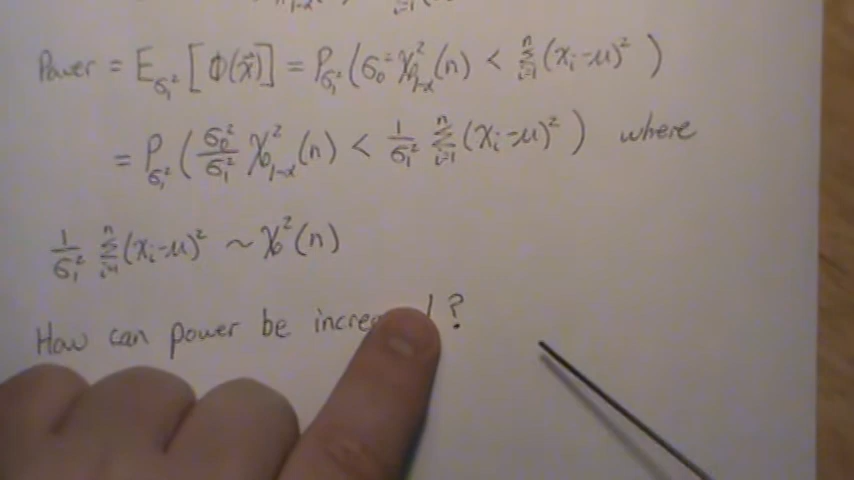 Power = E_{σ₁²} [ Φ(x⃗) ] = P_{σ₁²} ( σ₀² χ²_{1-α}(n) < Σ_{i=1}^{n} (x_i - μ)² )
= P_{σ₁²} ( σ₀²/σ₁² χ²_{1-α}(n) < 1/σ₁² Σ_{i=1}^{n} (x_i - μ)² ) where
1/σ₁² Σ_{i=1}^{n} (x_i - μ)² ~ χ²(n)
How can power be ?